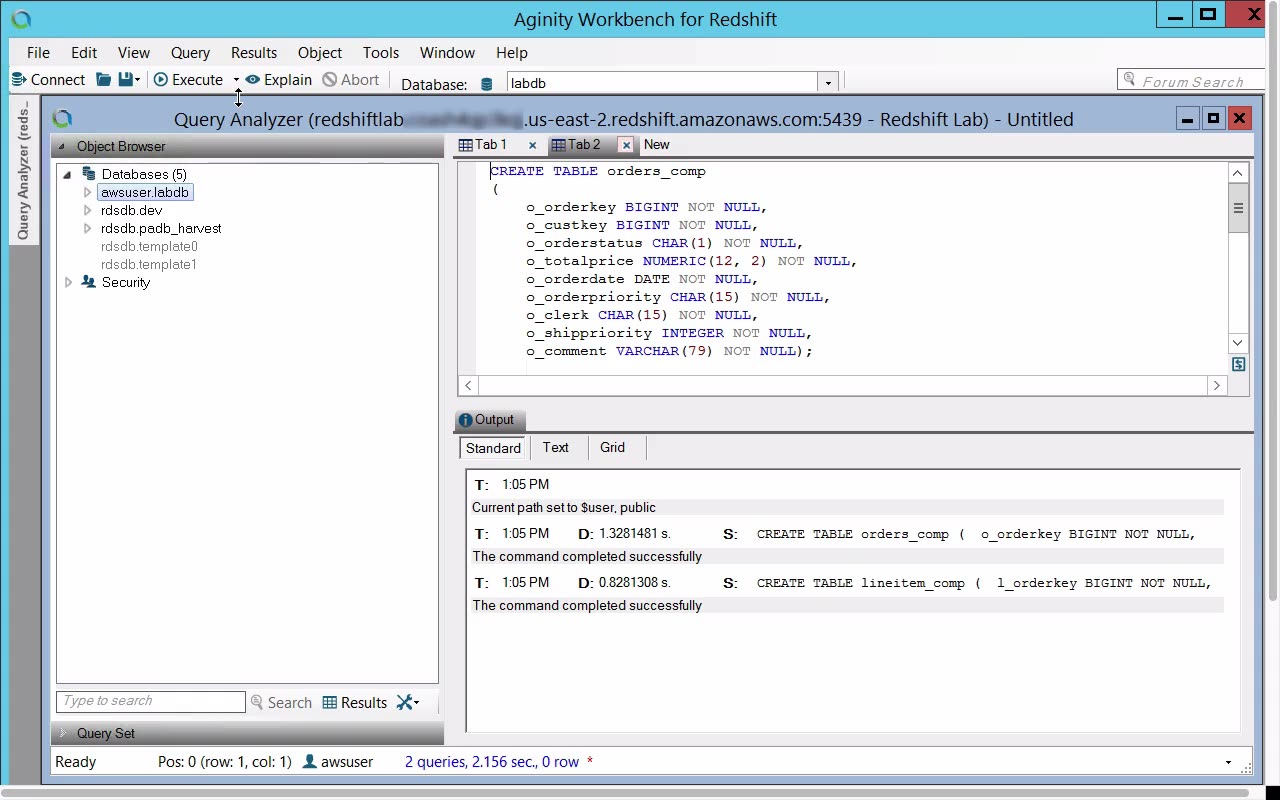 Aginity Workbench for Redshift
File Edit View Query Results Object Tools Window Help
Connect Execute Explain Abort Database: labdb Forum Search
Query Analyzer (reds...
Query Analyzer (redshiftlab .us-east-2.redshift.amazonaws.com:5439 - Redshift Lab) - Untitled
Object Browser
Databases (5)
awsuser.labdb
rdsdb.dev
rdsdb.padb_harvest
rdsdb.template0
rdsdb.template1
Security
Type to search Search Results
Query Set
Tab 1 Tab 2 New
CREATE TABLE orders_comp
(
o_orderkey BIGINT NOT NULL,
o_custkey BIGINT NOT NULL,
o_orderstatus CHAR(1) NOT NULL,
o_totalprice NUMERIC(12, 2) NOT NULL,
o_orderdate DATE NOT NULL,
o_orderpriority CHAR(15) NOT NULL,
o_clerk CHAR(15) NOT NULL,
o_shippriority INTEGER NOT NULL,
o_comment VARCHAR(79) NOT NULL);
Output
Standard Text Grid
T: 1:05 PM
Current path set to $user, public
T: 1:05 PM D: 1.3281481 s. S: CREATE TABLE orders_comp ( o_orderkey BIGINT NOT NULL,
The command completed successfully
T: 1:05 PM D: 0.8281308 s. S: CREATE TABLE lineitem_comp ( l_orderkey BIGINT NOT NULL,
The command completed successfully
Ready Pos: 0 (row: 1, col: 1) awsuser 2 queries, 2.156 sec., 0 row *